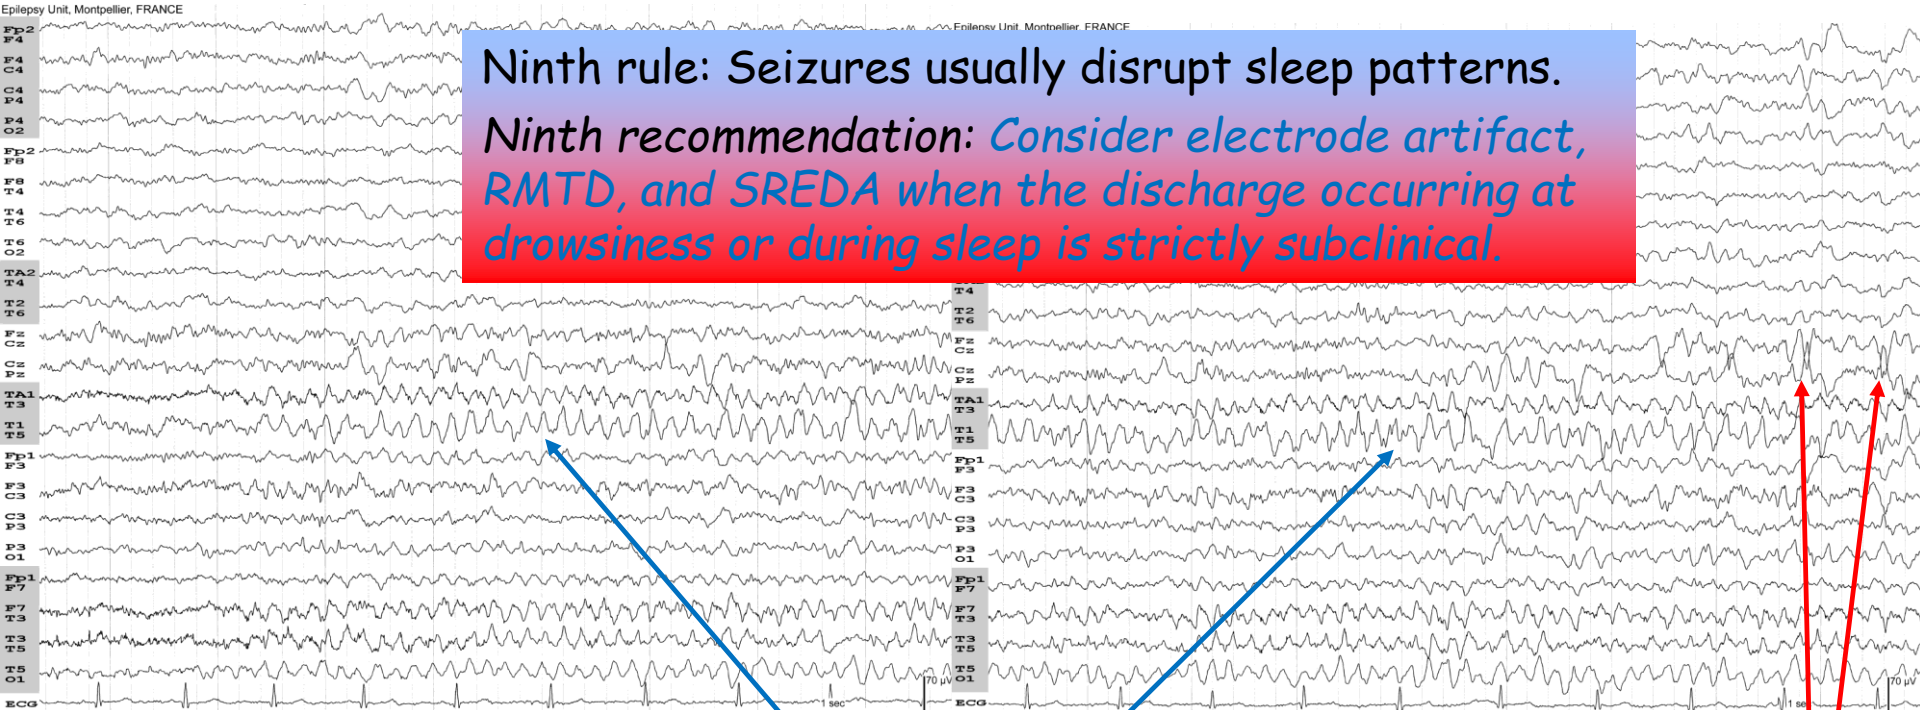 Epilepsy Unit, Montpellier, FRANCE
Epilepsy Unit, Montpellier, FRANCE
Ninth rule: Seizures usually disrupt sleep patterns.
Ninth recommendation: Consider electrode artifact,
RMTD, and SREDA when the discharge occurring at
drowsiness or during sleep is strictly subclinical.
Fp2
F4
F4
C4
C4
P4
P4
O2
Fp2
F8
F8
T4
T4
T6
T6
O2
TA2
T4
T2
T6
Fz
Cz
Cz
Pz
TA1
T3
T1
T5
Fp1
F3
F3
C3
C3
P3
P3
O1
Fp1
F7
F7
T3
T3
T5
T5
O1
ECG
1 sec
70 µV
T4
T2
T6
Fz
Cz
Cz
Pz
TA1
T3
T1
T5
Fp1
F3
F3
C3
C3
P3
P3
O1
Fp1
F7
F7
T3
T3
T5
T5
O1
ECG
1 se
70 µV